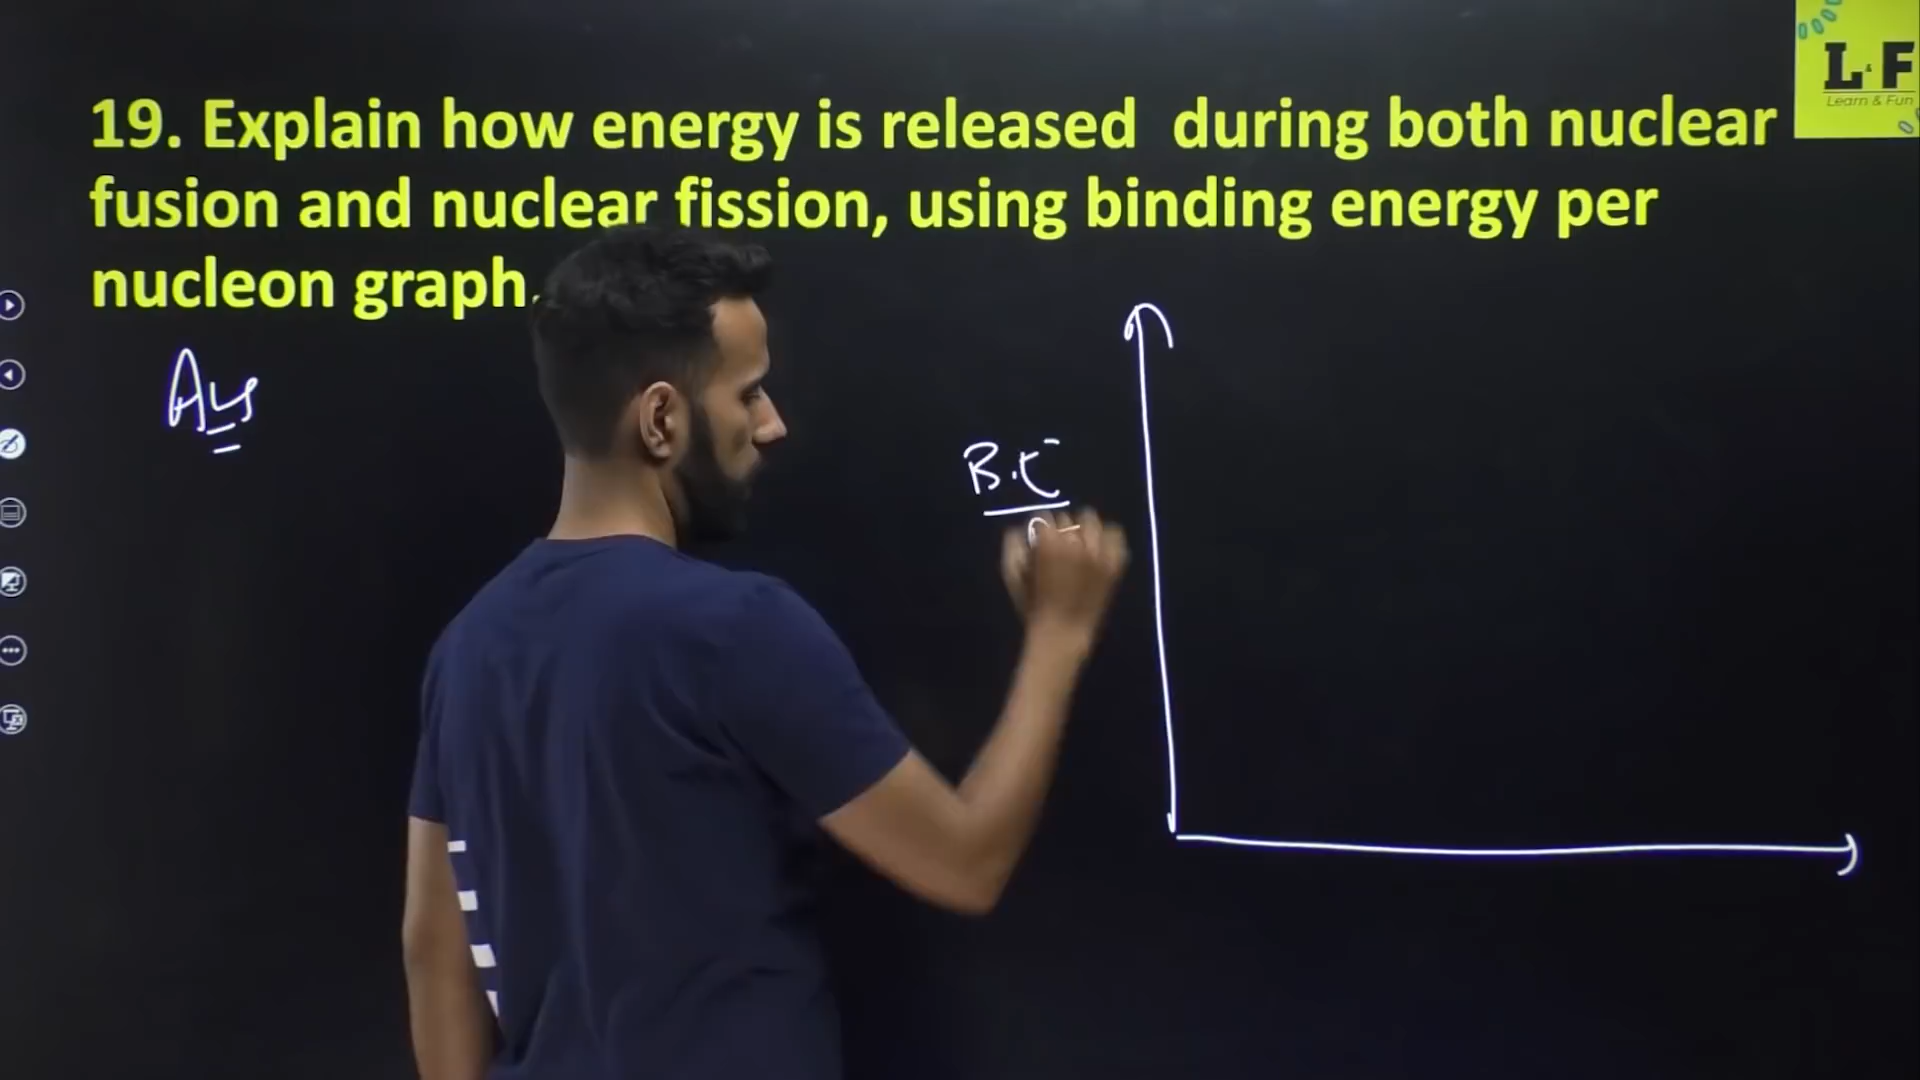 19. Explain how energy is released during both nuclear
fusion and nuclear fission, using binding energy per
nucleon graph.
L&F
Learn & Fun
Ans
B.E